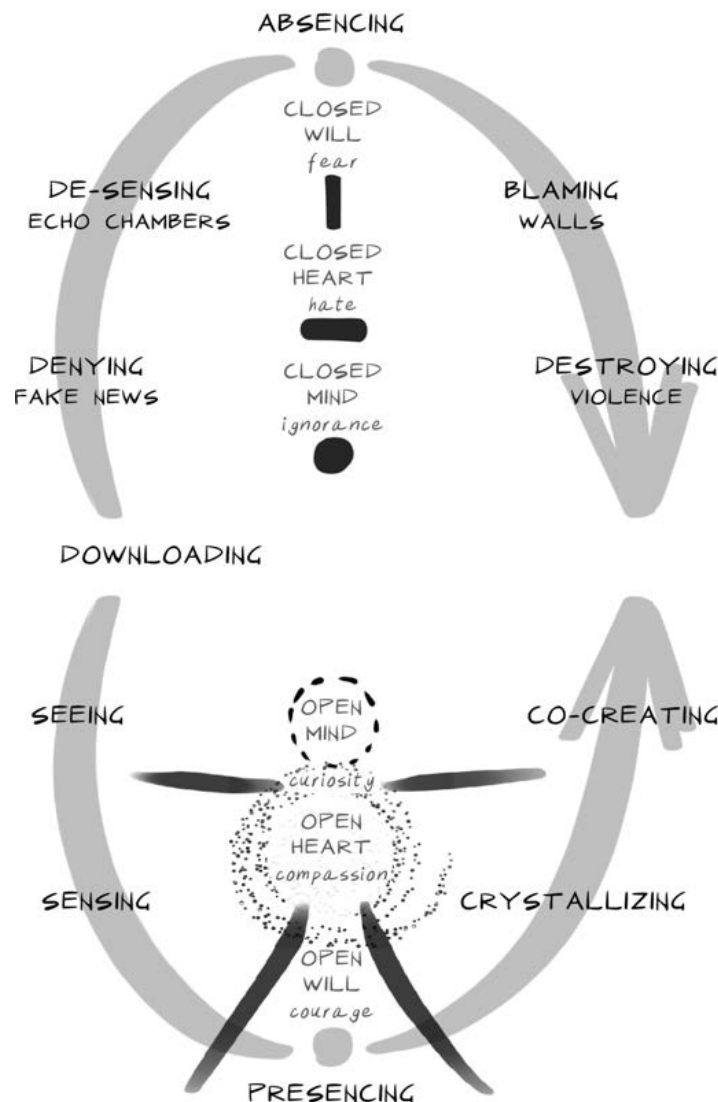 ABSENCING
CLOSED
WILL
fear
DE-SENSING
ECHO CHAMBERS
BLAMING
WALLS
CLOSED
HEART
hate
DENYING
FAKE NEWS
CLOSED
MIND
ignorance
DESTROYING
VIOLENCE
DOWNLOADING
SEEING
OPEN
MIND
curiosity
CO-CREATING
OPEN
HEART
compassion
SENSING
CRYSTALLIZING
OPEN
WILL
courage
PRESENCING